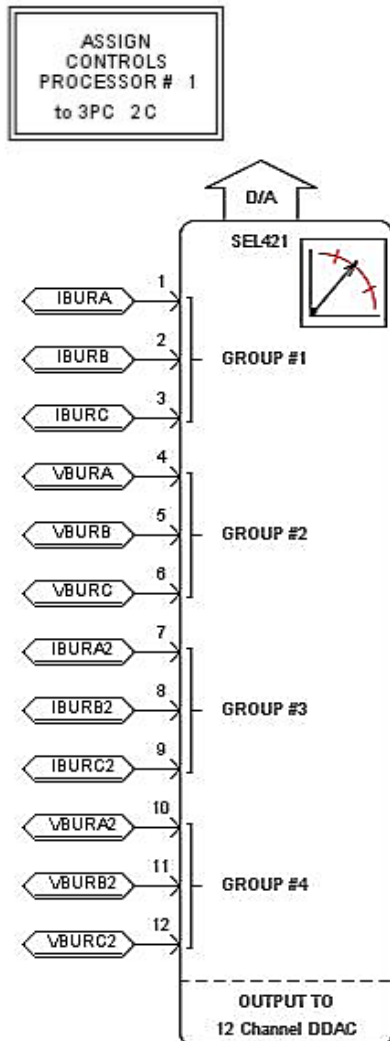 ASSIGN
CONTROLS
PROCESSOR # 1
to 3PC 2C
D/A
SEL421
1
IBURA
2
IBURB
GROUP #1
3
IBURC
4
VBURA
5
VBURB
GROUP #2
6
VBURC
7
IBURA2
8
IBURB2
GROUP #3
9
IBURC2
10
VBURA2
11
VBURB2
GROUP #4
12
VBURC2
OUTPUT TO
12 Channel DDAC